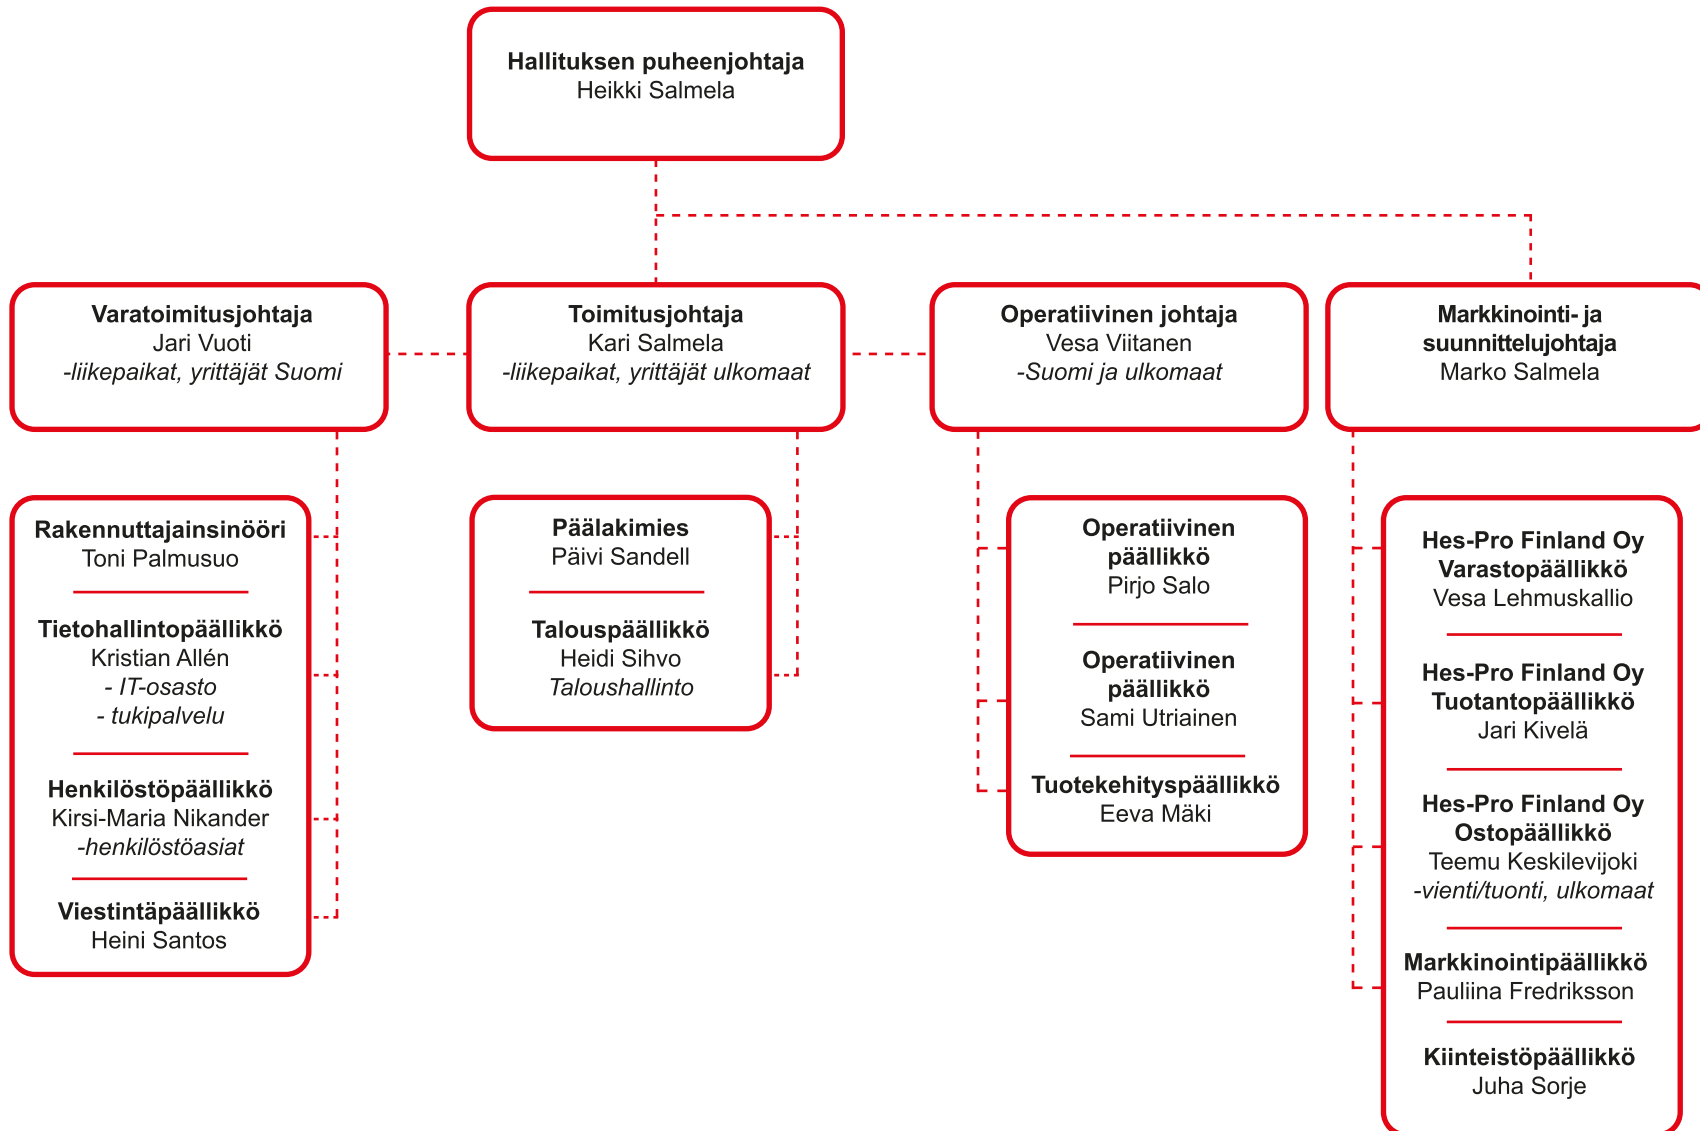 Hallituksen puheenjohtaja
Heikki Salmela
Varatoimitusjohtaja
Jari Vuoti
-liikepaikat, yrittäjät Suomi
Toimitusjohtaja
Kari Salmela
-liikepaikat, yrittäjät ulkomaat
Operatiivinen johtaja
Vesa Viitanen
-Suomi ja ulkomaat
Markkinointi- ja
suunnittelujohtaja
Marko Salmela
Rakennuttajainsinööri
Toni Palmusuo
Tietohallintopäällikkö
Kristian Allén
- IT-osasto
- tukipalvelu
Henkilöstöpäällikkö
Kirsi-Maria Nikander
-henkilöstöasiat
Viestintäpäällikkö
Heini Santos
Päälakimies
Päivi Sandell
Talouspäällikkö
Heidi Sihvo
Taloushallinto
Operatiivinen
päällikkö
Pirjo Salo
Operatiivinen
päällikkö
Sami Utriainen
Tuotekehityspäällikkö
Eeva Mäki
Hes-Pro Finland Oy
Varastopäällikkö
Vesa Lehmuskallio
Hes-Pro Finland Oy
Tuotantopäällikkö
Jari Kivelä
Hes-Pro Finland Oy
Ostopäällikkö
Teemu Keskilevijoki
-vienti/tuonti, ulkomaat
Markkinointipäällikkö
Pauliina Fredriksson
Kiinteistöpäällikkö
Juha Sorje